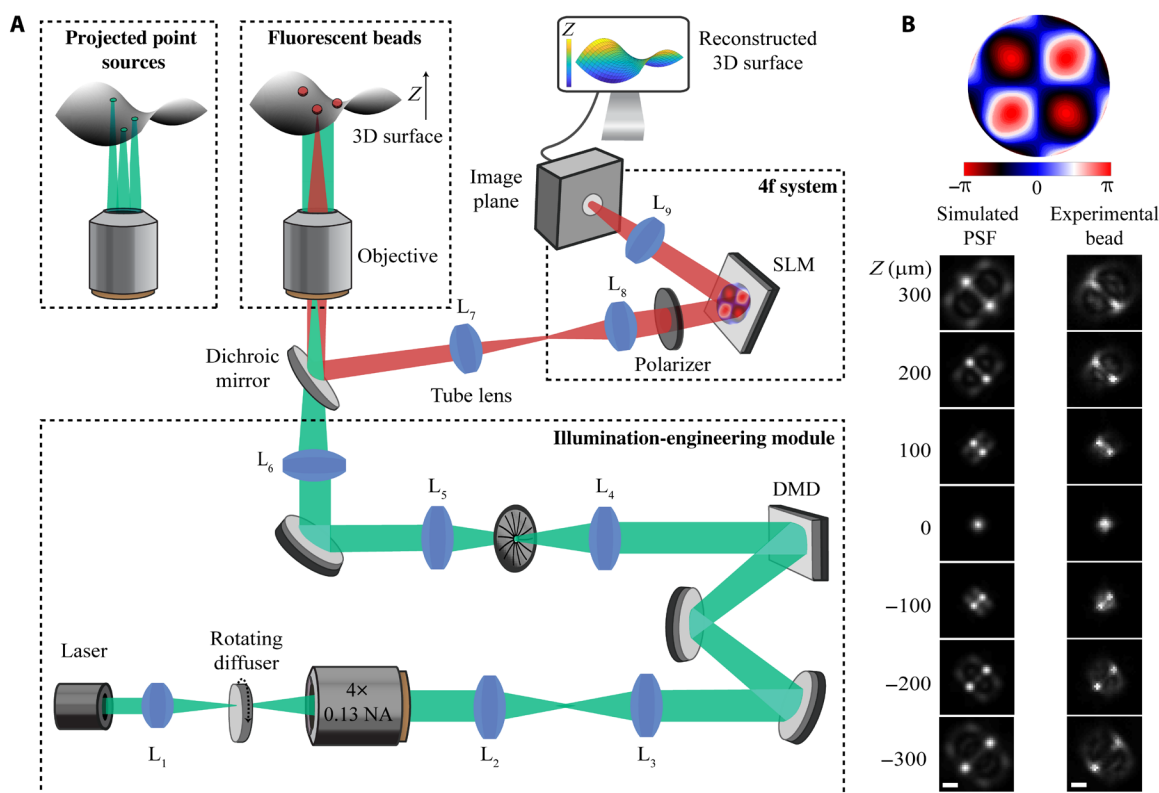 A
Projected point
sources
Fluorescent beads
Z
3D surface
Objective
Z
Reconstructed
3D surface
Image
plane
4f system
L9
SLM
L8
Polarizer
L7
Tube lens
Dichroic
mirror
Illumination-engineering module
L6
L5
L4
DMD
Laser
Rotating
diffuser
4×
0.13 NA
L1
L2
L3
B
−π
0
π
Simulated
PSF
Experimental
bead
Z (μm)
300
200
100
0
−100
−200
−300